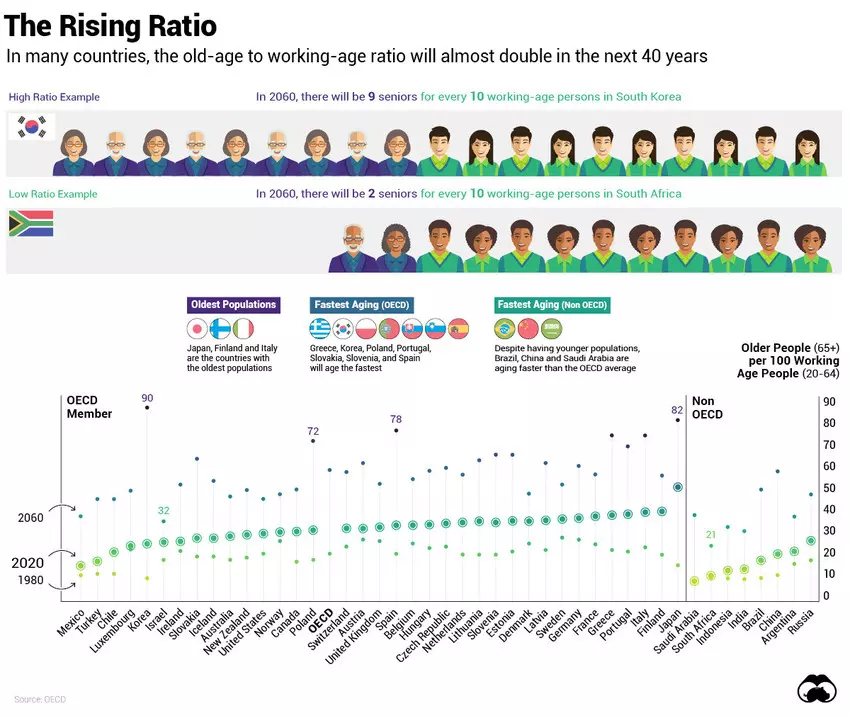 The Rising Ratio
In many countries, the old-age to working-age ratio will almost double in the next 40 years
High Ratio Example
In 2060, there will be 9 seniors for every 10 working-age persons in South Korea
Low Ratio Example
In 2060, there will be 2 seniors for every 10 working-age persons in South Africa
Oldest Populations
Japan, Finland and Italy
are the countries with
the oldest populations
Fastest Aging (OECD)
Greece, Korea, Poland, Portugal,
Slovakia, Slovenia, and Spain
will age the fastest
Fastest Aging (Non OECD)
Despite having younger populations,
Brazil, China and Saudi Arabia are
aging faster than the OECD average
Older People (65+)
per 100 Working
Age People (20-64)
OECD
Member
90
72
78
82
32
Non
OECD
21
90
80
70
60
50
40
30
20
10
0
2060
2020
1980
Mexico
Turkey
Chile
Luxembourg
Korea
Israel
Ireland
Slovakia
Iceland
Australia
New Zealand
United States
Norway
Canada
Poland
OECD
Switzerland
Austria
United Kingdom
Spain
Belgium
Hungary
Czech Republic
Netherlands
Lithuania
Slovenia
Estonia
Denmark
Latvia
Sweden
Germany
France
Greece
Portugal
Italy
Finland
Japan
Saudi Arabia
South Africa
Indonesia
India
Brazil
China
Argentina
Russia
Source: OECD